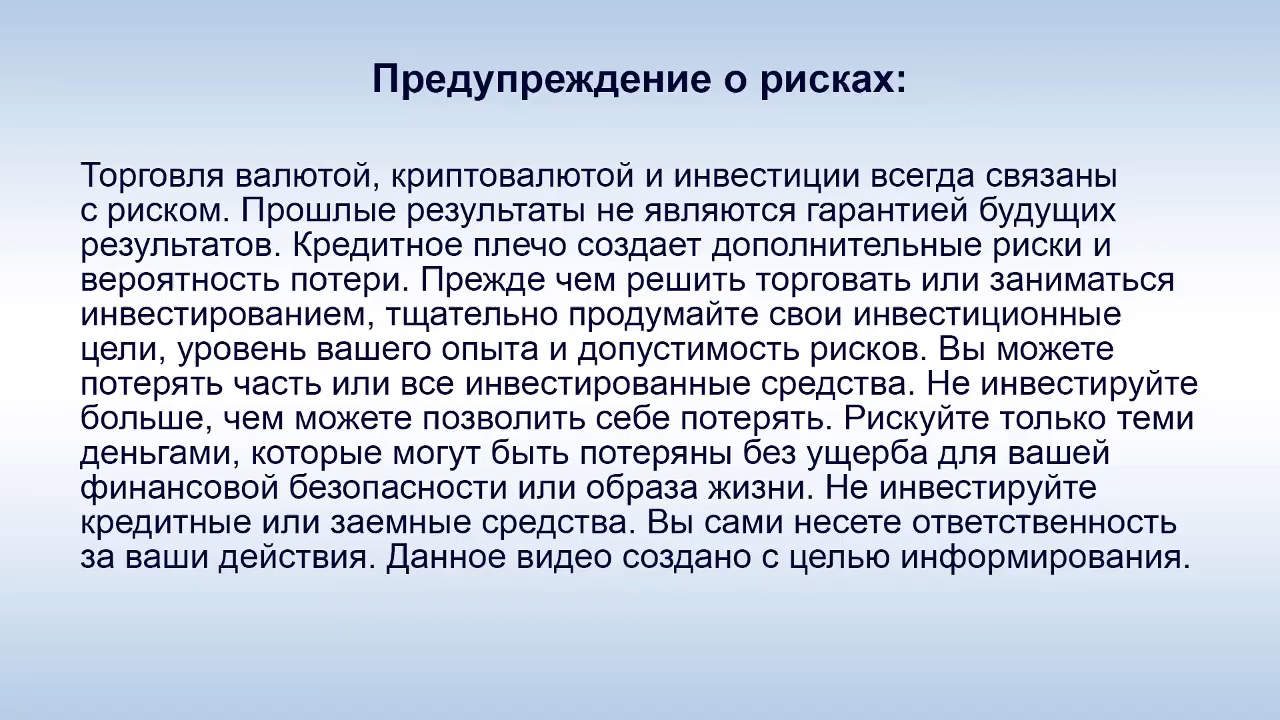 Предупреждение о рисках:
Торговля валютой, криптовалютой и инвестиции всегда связаны
с риском. Прошлые результаты не являются гарантией будущих
результатов. Кредитное плечо создает дополнительные риски и
вероятность потери. Прежде чем решить торговать или заниматься
инвестированием, тщательно продумайте свои инвестиционные
цели, уровень вашего опыта и допустимость рисков. Вы можете
потерять часть или все инвестированные средства. Не инвестируйте
больше, чем можете позволить себе потерять. Рискуйте только теми
деньгами, которые могут быть потеряны без ущерба для вашей
финансовой безопасности или образа жизни. Не инвестируйте
кредитные или заемные средства. Вы сами несете ответственность
за ваши действия. Данное видео создано с целью информирования.